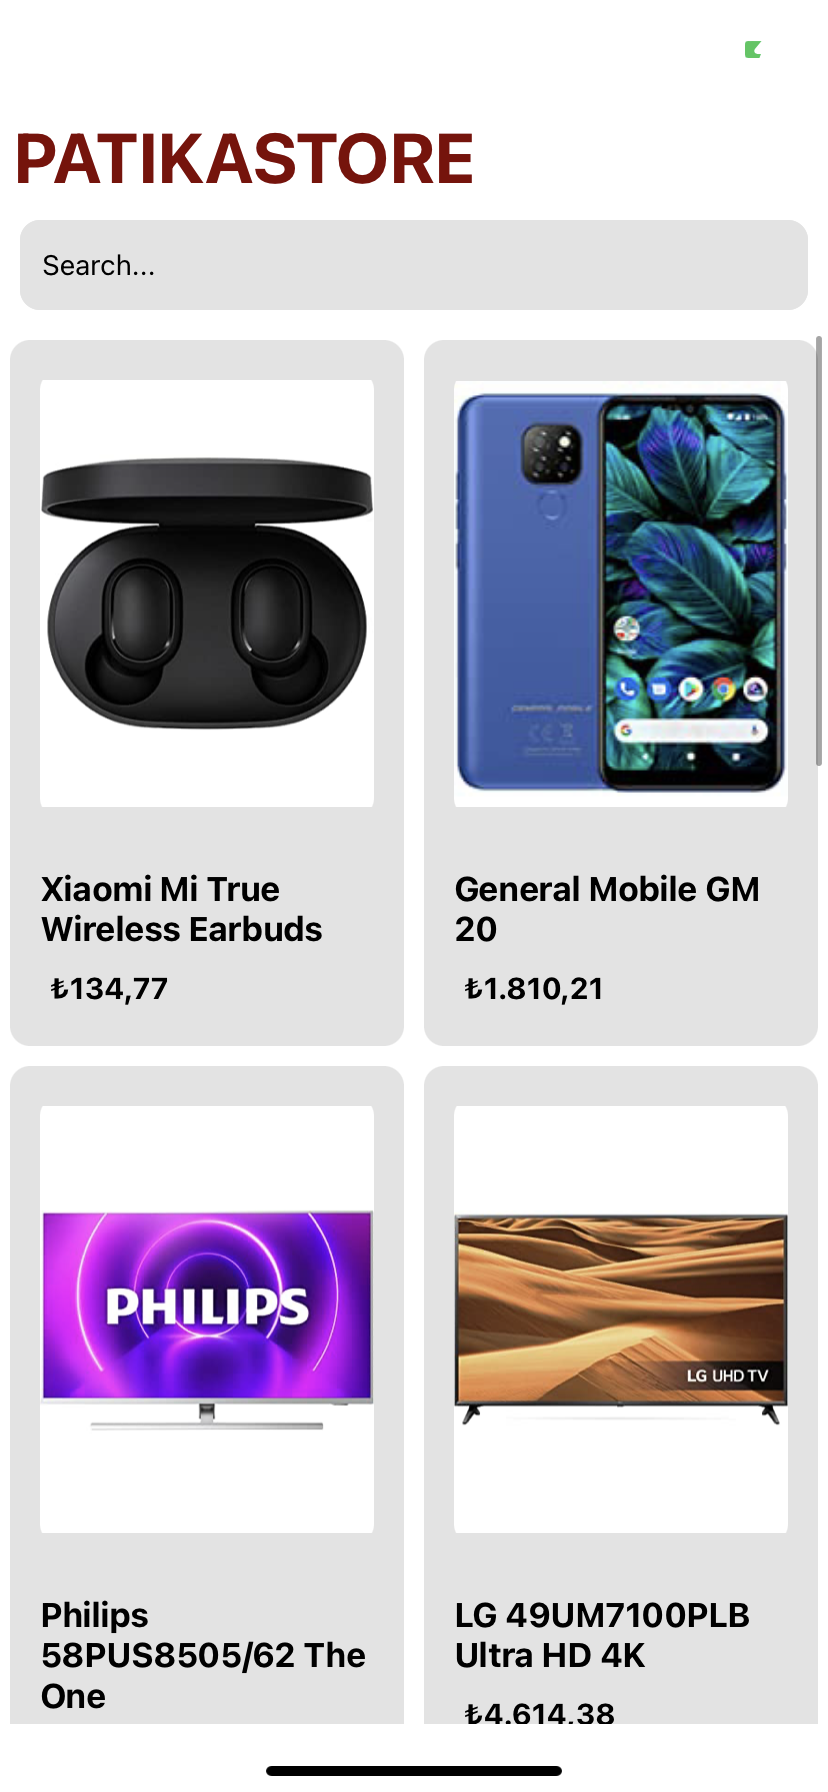 PATIKASTORE
Search...
Xiaomi Mi True
Wireless Earbuds
₺134,77
General Mobile GM
20
₺1.810,21
PHILIPS
LG UHD TV
Philips
58PUS8505/62 The
One
LG 49UM7100PLB
Ultra HD 4K
₺4.614,38